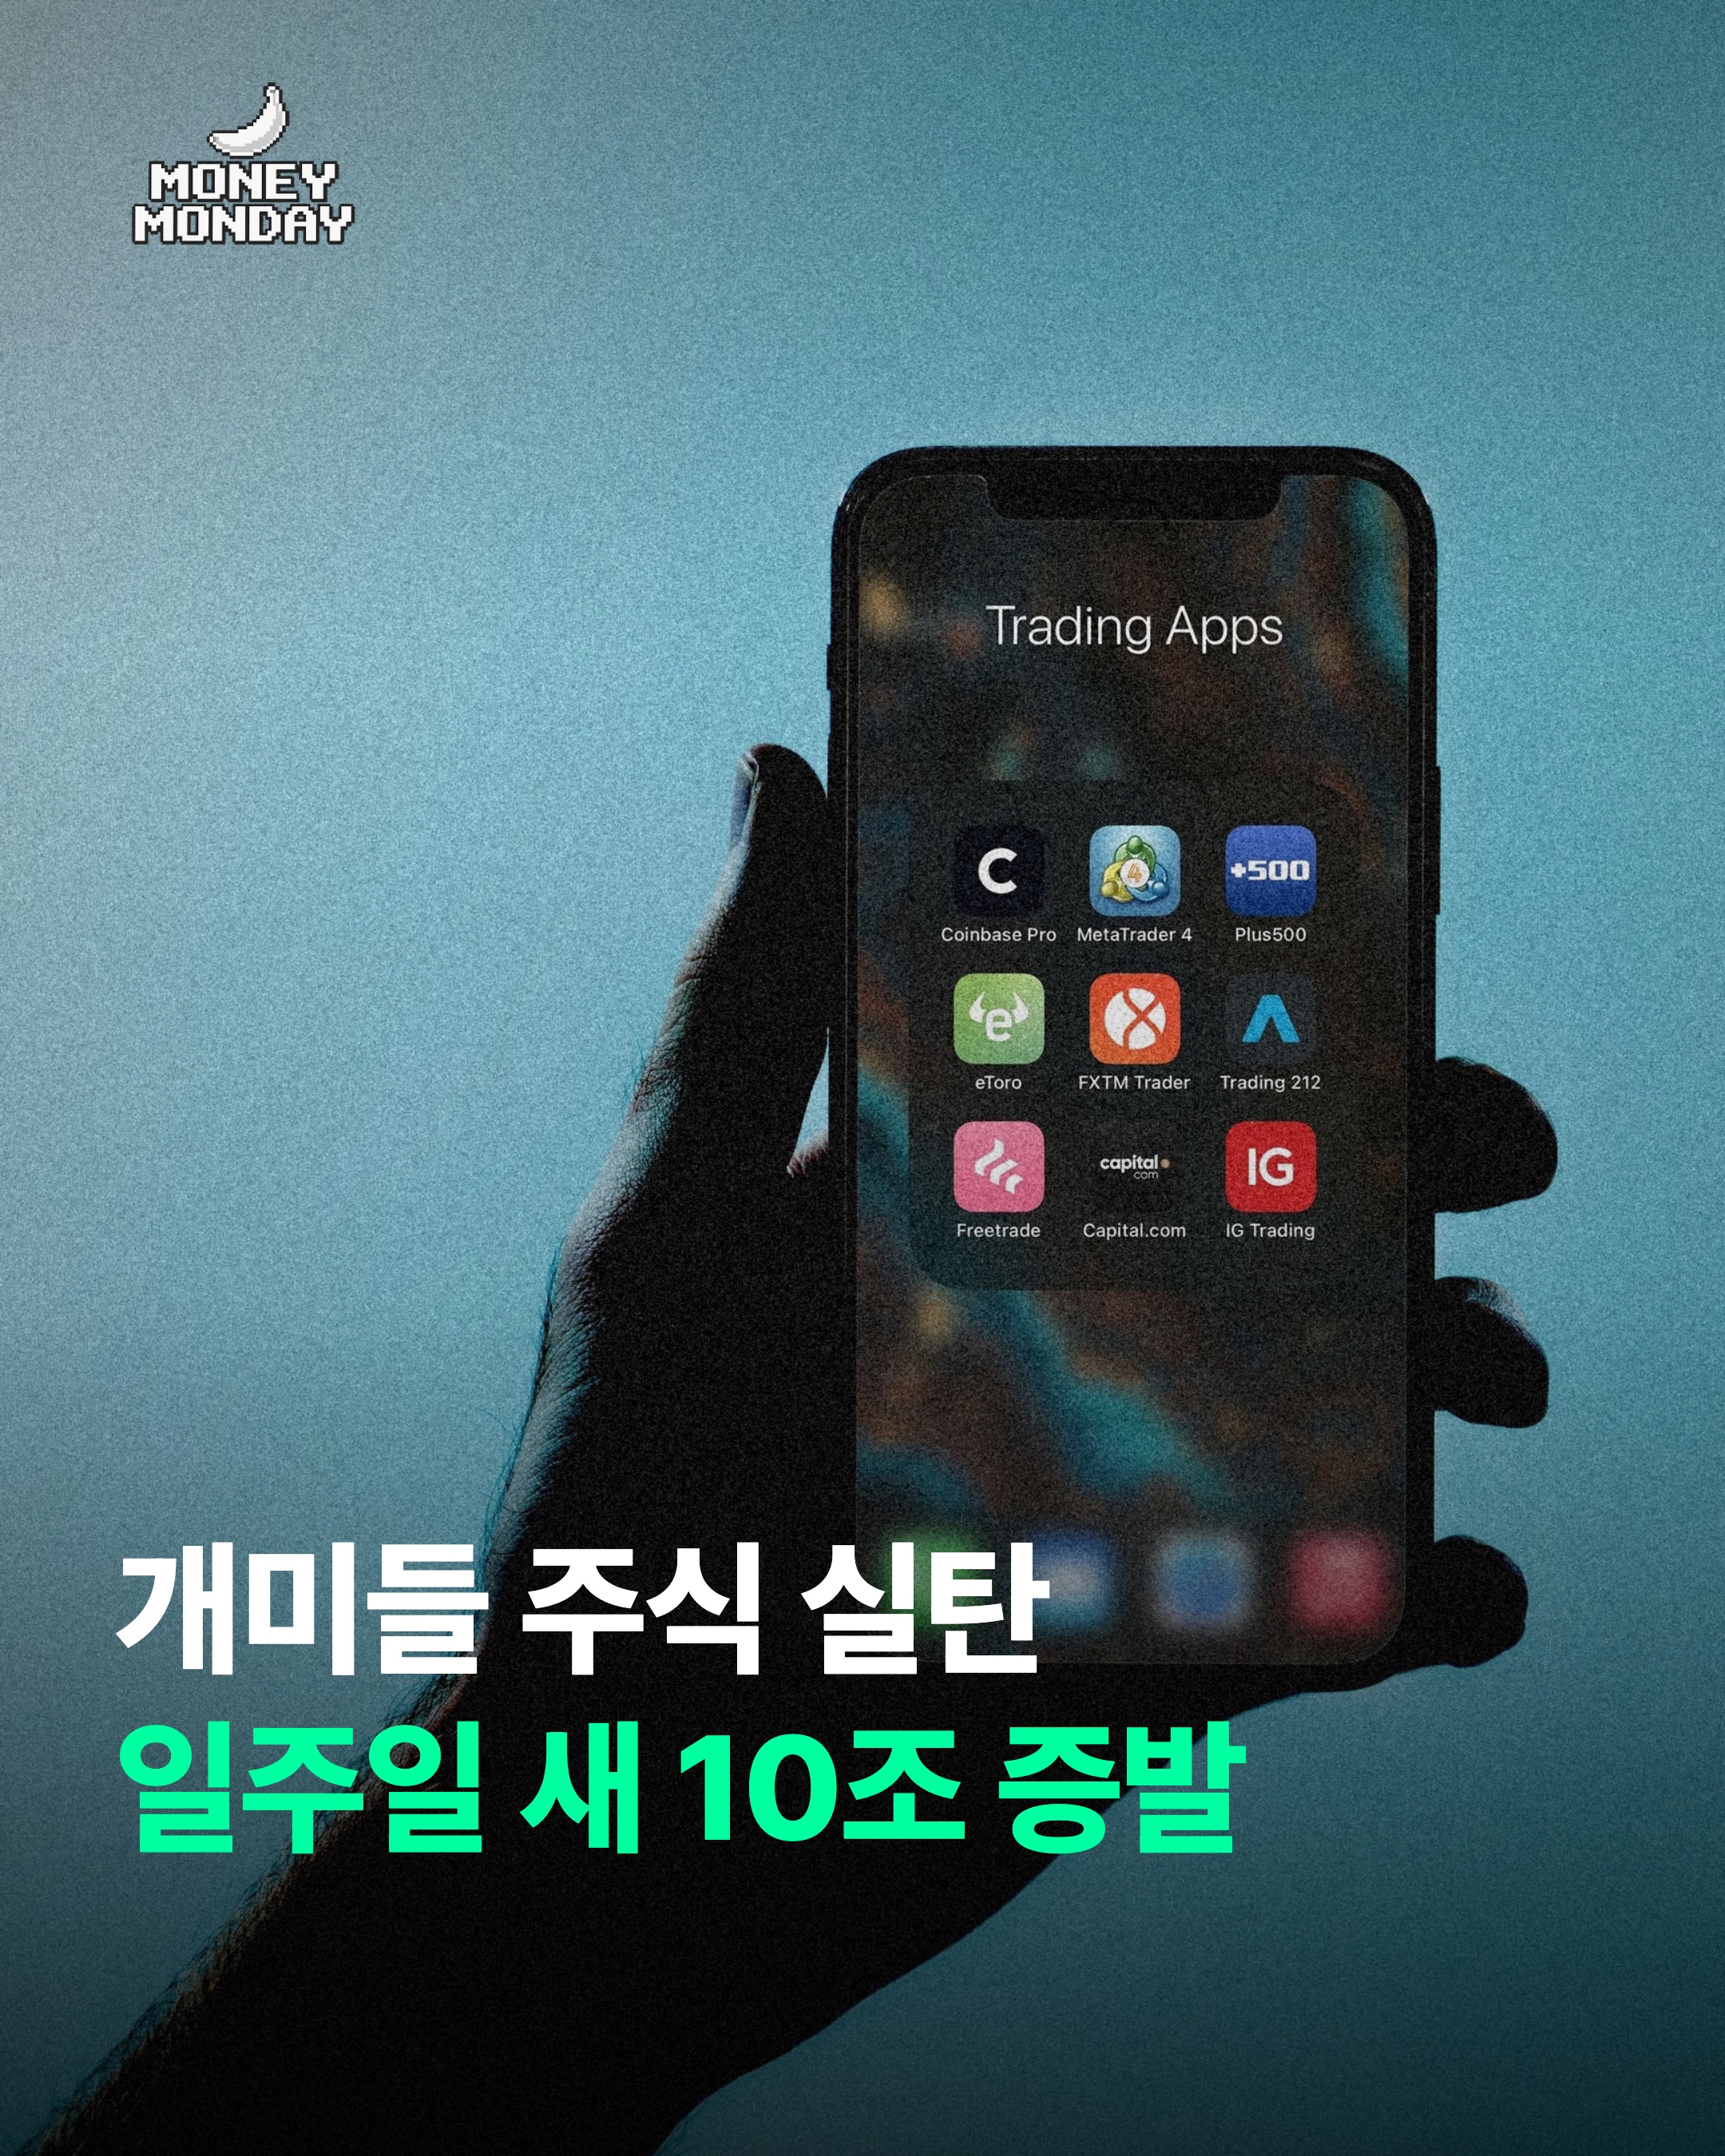 MONEY
MONDAY
Trading Apps
C
4
+500
Coinbase Pro MetaTrader 4 Plus500
e
eToro FXTM Trader Trading 212
capital
com
IG
Freetrade Capital.com IG Trading
개미들 주식 실탄
일주일 새 10조 증발